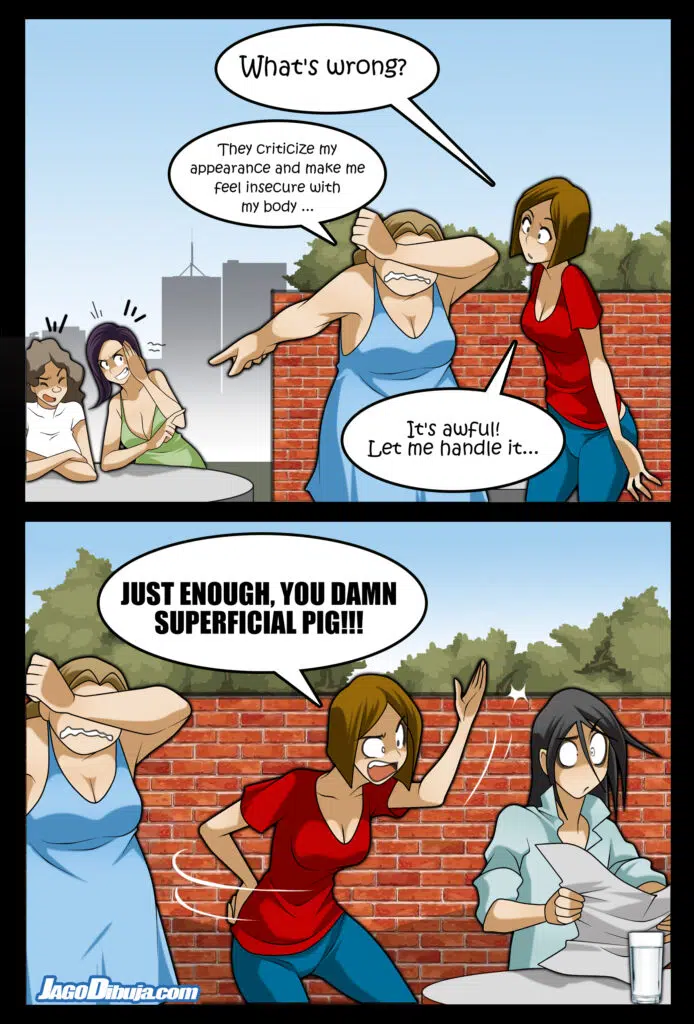 What's wrong?
They criticize my
appearance and make me
feel insecure with
my body ...
It's awful!
Let me handle it...
JUST ENOUGH, YOU DAMN
SUPERFICIAL PIG!!!
JAGODibuja.com